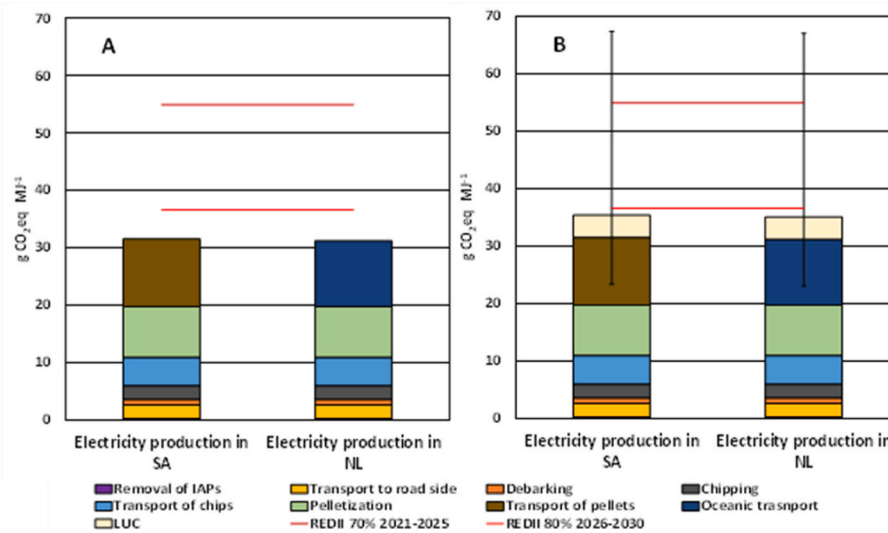 A
B
70
60
50
40
30
20
10
0
g CO₂eq MJ⁻¹
Electricity production in SA
Electricity production in NL
70
60
50
40
30
20
10
0
g CO₂eq MJ⁻¹
Electricity production in SA
Electricity production in NL
Removal of IAPs
Transport to road side
Debarking
Chipping
Transport of chips
Pelletization
Transport of pellets
Oceanic trasnport
LUC
REDII 70% 2021-2025
REDII 80% 2026-2030